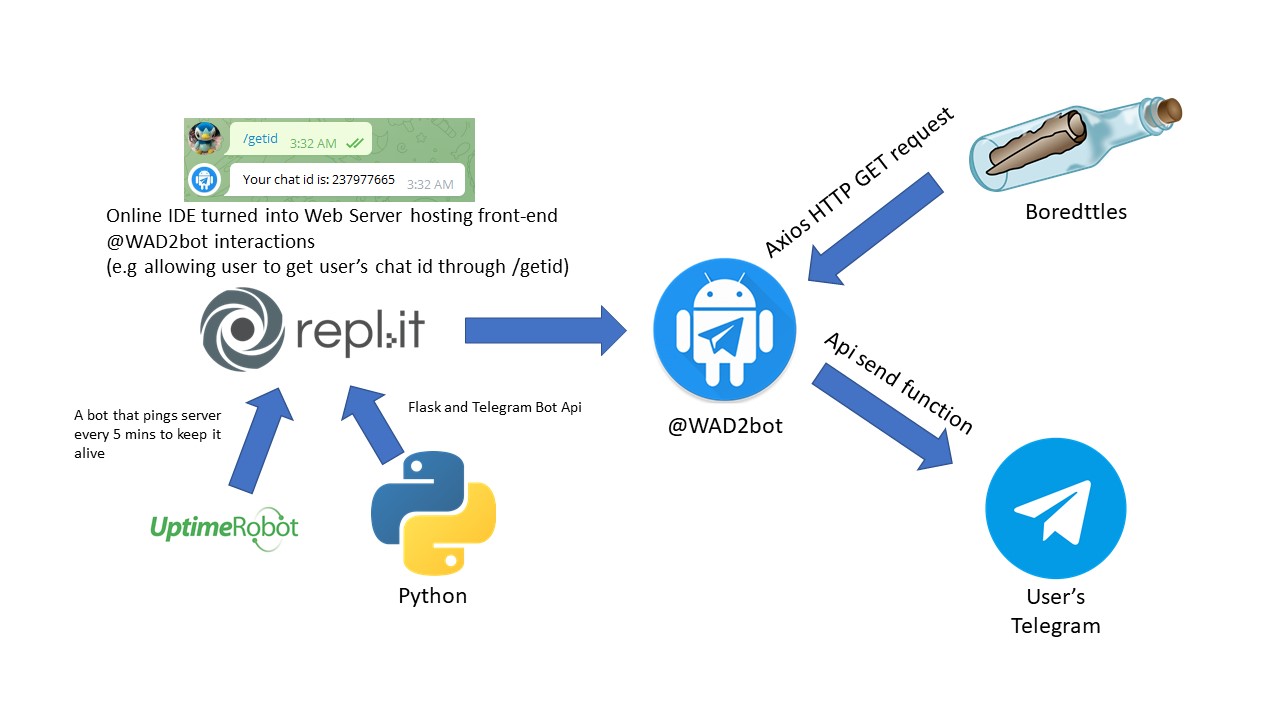 /getid 3:32 AM
Your chat id is: 237977665 3:32 AM
Online IDE turned into Web Server hosting front-end
@WAD2bot interactions
(e.g allowing user to get user's chat id through /getid)
repl.it
A bot that pings server
every 5 mins to keep it
alive
Flask and Telegram Bot Api
UptimeRobot
Python
@WAD2bot
Axios HTTP GET request
Boredttles
Api send function
User's
Telegram